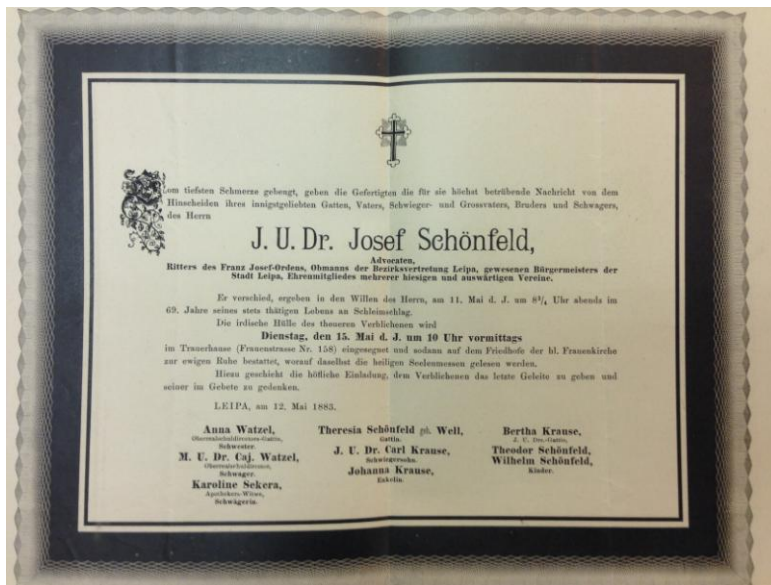 Vom tiefsten Schmerze gebeugt, geben die Gefertigten die für sie höchst betrübende Nachricht von dem
Hinscheiden ihres innigstgeliebten Gatten, Vaters, Schwieger- und Grossvaters, Bruders und Schwagers,
des Herrn
J. U. Dr. Josef Schönfeld,
Advocaten,
Ritters des Franz Josef-Ordens, Obmanns der Bezirksvertretung Leipa, gewesenen Bürgermeisters der
Stadt Leipa, Ehrenmitgliedes mehrerer hiesigen und auswärtigen Vereine.
Er verschied, ergeben in den Willen des Herrn, am 11. Mai d. J. um 8¾ Uhr abends im
69. Jahre seines stets thätigen Lebens an Schleimschlag.
Die irdische Hülle des theueren Verblichenen wird
Dienstag, den 15. Mai d. J. um 10 Uhr vormittags
im Trauerhause (Frauenstrasse Nr. 158) eingesegnet und sodann auf dem Friedhofe der hl. Frauenkirche
zur ewigen Ruhe bestattet, worauf daselbst die heiligen Seelenmessen gelesen werden.
Hiezu geschieht die höfliche Einladung, dem Verblichenen das letzte Geleite zu geben und
seiner im Gebete zu gedenken.
LEIPA, am 12. Mai 1883.
Anna Watzel,
Oberrealschuldirectors-Gattin,
Schwester.
M. U. Dr. Caj. Watzel,
Oberrealschuldirector,
Schwager.
Karoline Sekera,
Apothekers-Witwe,
Schwägerin.
Theresia Schönfeld geb. Well,
Gattin.
J. U. Dr. Carl Krause,
Schwiegersohn.
Johanna Krause,
Enkelin.
Bertha Krause,
J. U. Drs.-Gattin,
Theodor Schönfeld,
Wilhelm Schönfeld,
Kinder.